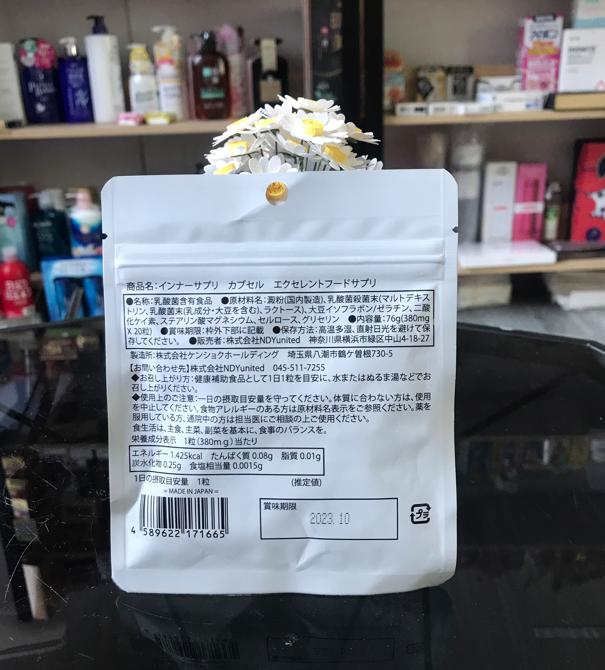 商品名：インナーサプリ カプセル エクセレントフードサプリ
●名称：乳酸菌含有食品 ●原材料名：澱粉(国内製造)、乳酸菌殺菌末(マルトデキス
トリン、乳酸菌末(乳成分・大豆を含む)、ラクトース)、大豆イソフラボン/ゼラチン、二酸
化ケイ素、ステアリン酸マグネシウム、セルロース、グリセリン ●内容量：76g(380mg
X 20粒) ●賞味期限：枠外下部に記載 ●保存方法：高温多湿、直射日光を避けて保
存してください。 ●販売者：株式会社NDYunited 神奈川県横浜市緑区中山4-18-27
製造所：株式会社ケンショクホールディング 埼玉県八潮市鶴ケ曽根730-5
【お問い合わせ先】株式会社NDYunited 045-511-7255
◆お召し上がり方：健康補助食品として1日1粒を目安に、水またはぬるま湯などでお
召し上がりください。
◆使用上のご注意：一日の摂取目安量を守ってください。体質に合わない方は、使用
を中止してください。食物アレルギーのある方は原材料名表示をご参照ください。薬を
服用している方、通院中の方は担当医にご相談の上ご使用ください。
食生活は、主食、主菜、副菜を基本に、食事のバランスを。
栄養成分表示 1粒(380mg)当たり
エネルギー 1.425kcal たんぱく質 0.08g 脂質 0.01g
炭水化物 0.25g 食塩相当量 0.0015g
1日の摂取目安量 1粒 (推定値)
= MADE IN JAPAN =
4 589622 171665
賞味期限
2023.10
プラ